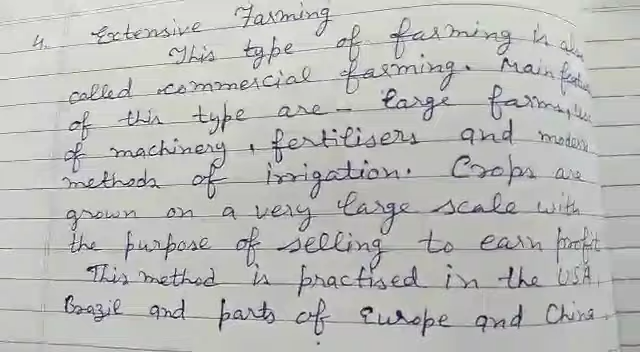 4. Extensive Farming
This type of farming is also
called commercial farming. Main features
of this type are - large farms, use
of machinery, fertilisers and modern
methods of irrigation. Crops are
grown on a very large scale with
the purpose of selling to earn profit
This method is practised in the USA,
Brazil and parts of Europe and China.